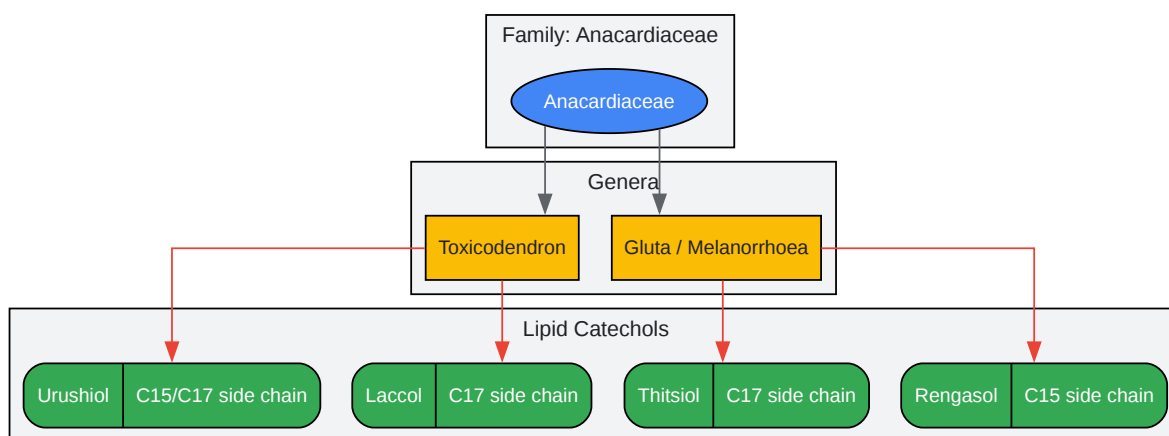 Family: Anacardiaceae
Anacardiaceae
Genera
Toxicodendron
Gluta / Melanorrhoea
Lipid Catechols
Urushiol
C15/C17 side chain
Laccol
C17 side chain
Thitsiol
C17 side chain
Rengasol
C15 side chain